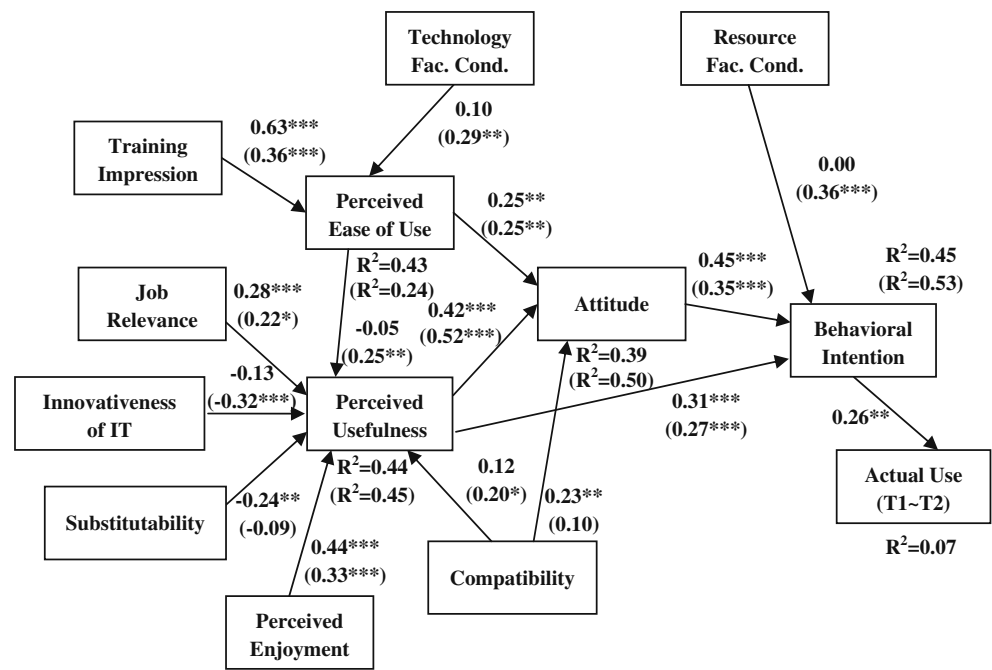 Technology
Fac. Cond.
Resource
Fac. Cond.
0.10
(0.29**)
0.63***
(0.36***)
Training
Impression
0.00
(0.36***)
Perceived
Ease of Use
0.25**
(0.25**)
R²=0.43
(R²=0.24)
R²=0.45
(R²=0.53)
Job
Relevance
0.28***
(0.22*)
0.42***
(0.52***)
Attitude
0.45***
(0.35***)
Behavioral
Intention
-0.05
(0.25**)
R²=0.39
(R²=0.50)
-0.13
(-0.32***)
Innovativeness
of IT
Perceived
Usefulness
0.31***
(0.27***)
0.26**
R²=0.44
(R²=0.45)
0.12
(0.20*)
0.23**
(0.10)
Actual Use
(T1~T2)
R²=0.07
Substitutability
-0.24**
(-0.09)
0.44***
(0.33***)
Compatibility
Perceived
Enjoyment